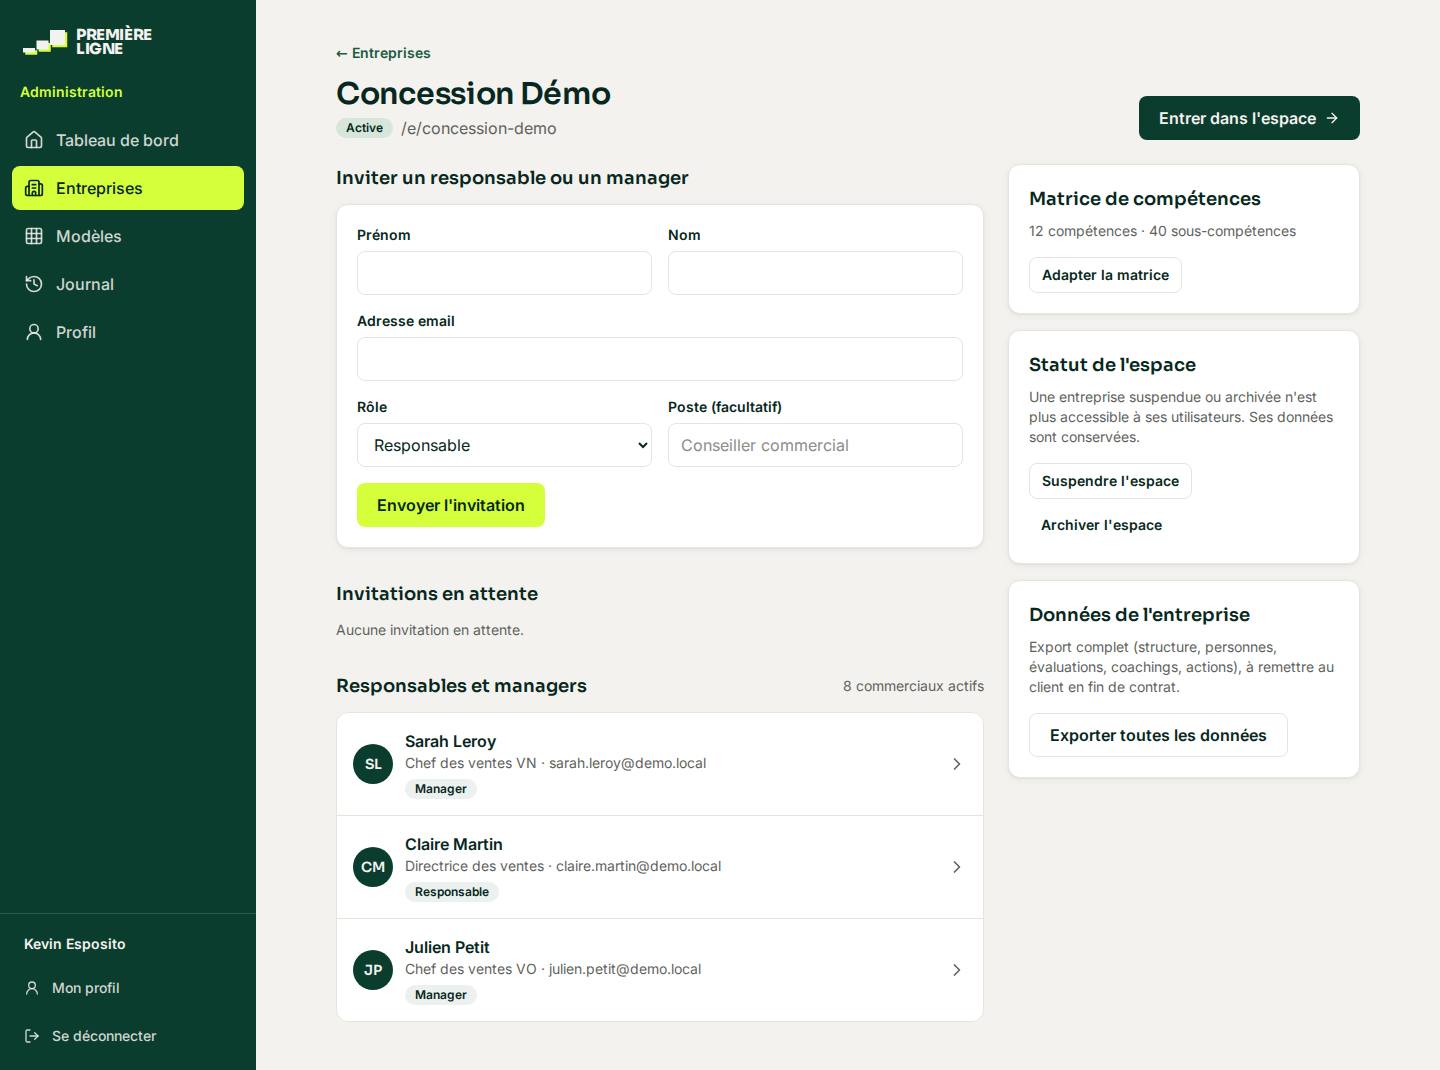 PREMIÈRE
LIGNE
Administration
Tableau de bord
Entreprises
Modèles
Journal
Profil
Kevin Esposito
Mon profil
Se déconnecter
← Entreprises
Concession Démo
Active /e/concession-demo
Entrer dans l'espace →
Inviter un responsable ou un manager
Prénom Nom
Adresse email
Rôle Poste (facultatif)
Responsable Conseiller commercial
Envoyer l'invitation
Invitations en attente
Aucune invitation en attente.
Responsables et managers 8 commerciaux actifs
SL
Sarah Leroy
Chef des ventes VN · sarah.leroy@demo.local
Manager
CM
Claire Martin
Directrice des ventes · claire.martin@demo.local
Responsable
JP
Julien Petit
Chef des ventes VO · julien.petit@demo.local
Manager
Matrice de compétences
12 compétences · 40 sous-compétences
Adapter la matrice
Statut de l'espace
Une entreprise suspendue ou archivée n'est
plus accessible à ses utilisateurs. Ses données
sont conservées.
Suspendre l'espace
Archiver l'espace
Données de l'entreprise
Export complet (structure, personnes,
évaluations, coachings, actions), à remettre au
client en fin de contrat.
Exporter toutes les données